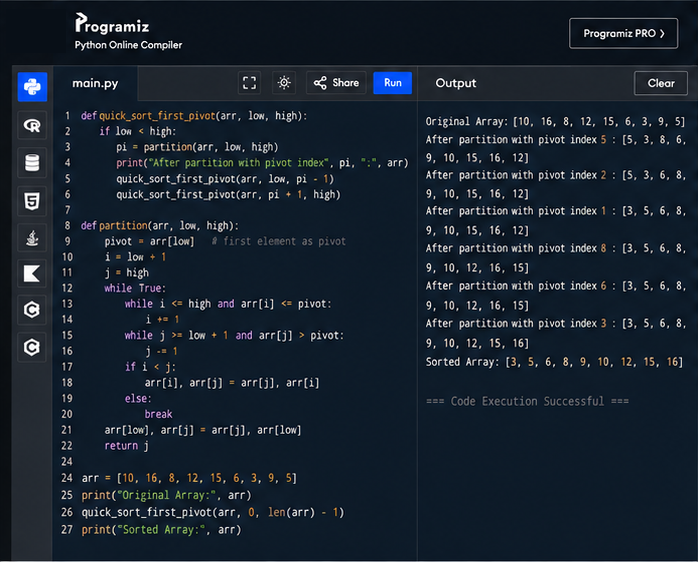 Programiz
Python Online Compiler
Programiz PRO >
main.py
Share
Run
Output
Clear
1 def quick_sort_first_pivot(arr, low, high):
2     if low < high:
3         pi = partition(arr, low, high)
4         print("After partition with pivot index", pi, ":", arr)
5         quick_sort_first_pivot(arr, low, pi - 1)
6         quick_sort_first_pivot(arr, pi + 1, high)
7
8 def partition(arr, low, high):
9     pivot = arr[low]   # first element as pivot
10     i = low + 1
11     j = high
12     while True:
13         while i <= high and arr[i] <= pivot:
14             i += 1
15         while j >= low + 1 and arr[j] > pivot:
16             j -= 1
17         if i < j:
18             arr[i], arr[j] = arr[j], arr[i]
19         else:
20             break
21     arr[low], arr[j] = arr[j], arr[low]
22     return j
24
24 arr = [10, 16, 8, 12, 15, 6, 3, 9, 5]
25 print("Original Array:", arr)
26 quick_sort_first_pivot(arr, 0, len(arr) - 1)
27 print("Sorted Array:", arr)
Original Array: [10, 16, 8, 12, 15, 6, 3, 9, 5]
After partition with pivot index 5 : [5, 3, 8, 6,
9, 10, 15, 16, 12]
After partition with pivot index 2 : [5, 3, 6, 8,
9, 10, 15, 16, 12]
After partition with pivot index 1 : [3, 5, 6, 8,
9, 10, 15, 16, 12]
After partition with pivot index 8 : [3, 5, 6, 8,
9, 10, 12, 16, 15]
After partition with pivot index 6 : [3, 5, 6, 8,
9, 10, 12, 16, 15]
After partition with pivot index 3 : [3, 5, 6, 8,
9, 10, 12, 15, 16]
Sorted Array: [3, 5, 6, 8, 9, 10, 12, 15, 16]
=== Code Execution Successful ===